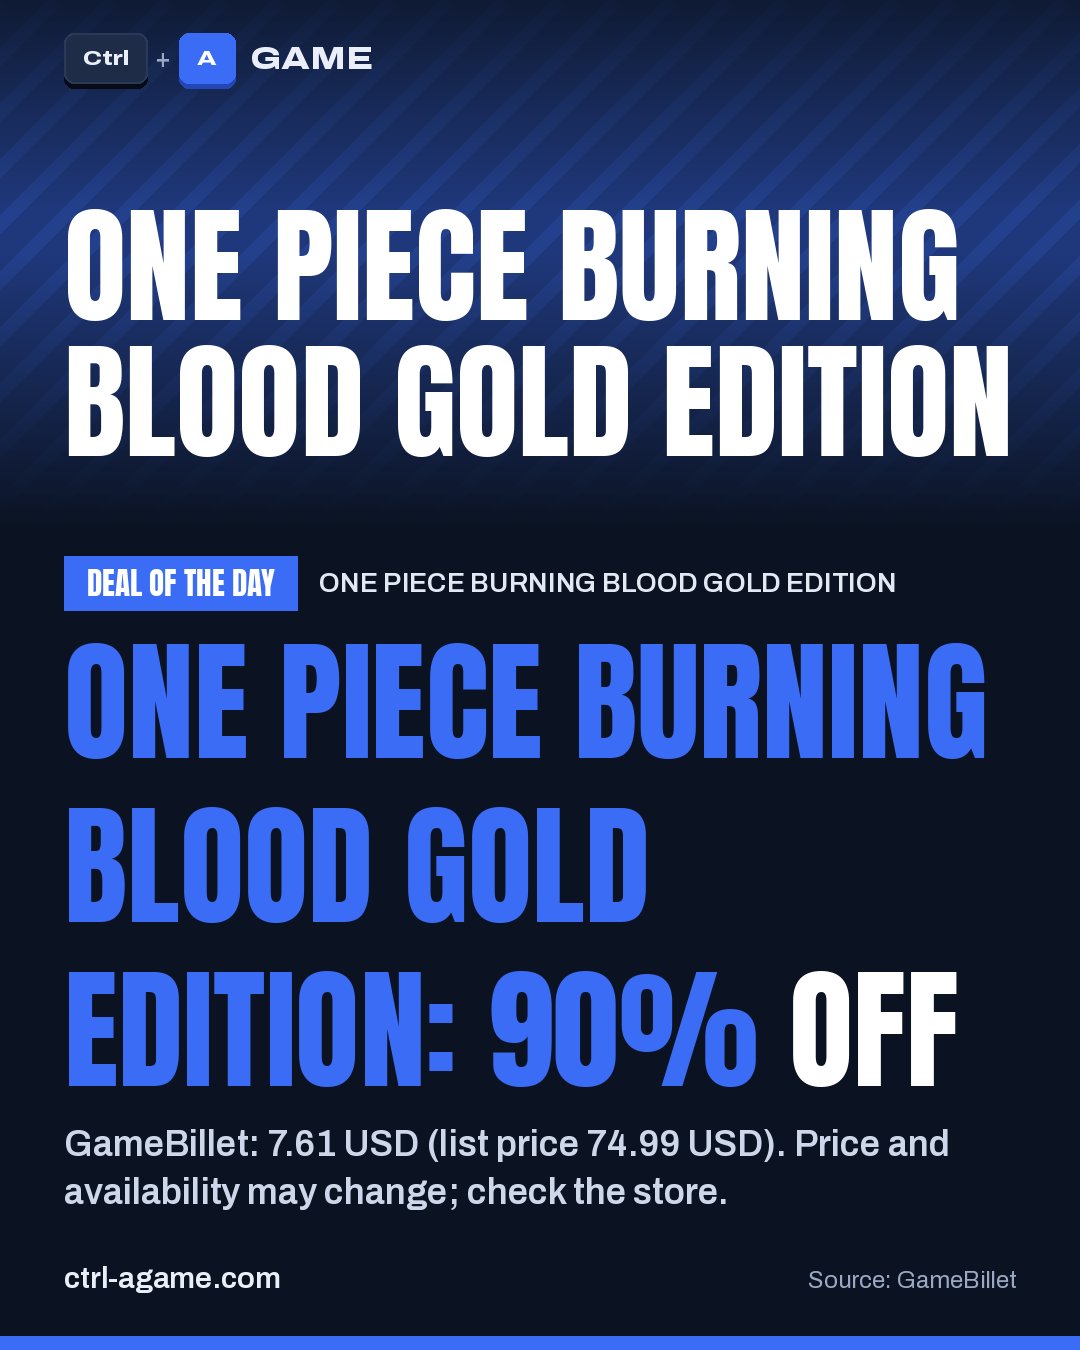 Ctrl + A GAME
ONE PIECE BURNING
BLOOD GOLD EDITION
DEAL OF THE DAY ONE PIECE BURNING BLOOD GOLD EDITION
ONE PIECE BURNING
BLOOD GOLD
EDITION: 90% OFF
GameBillet: 7.61 USD (list price 74.99 USD). Price and
availability may change; check the store.
ctrl-agame.com Source: GameBillet